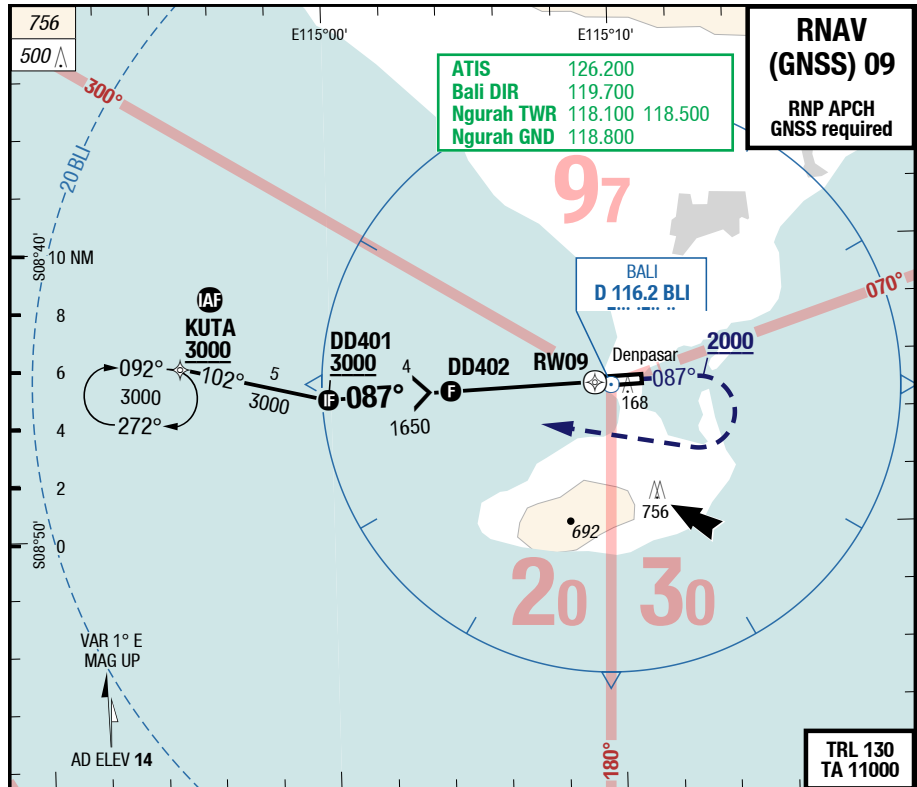 756
500
E115°00'
E115°10'
RNAV
(GNSS) 09
RNP APCH
GNSS required
ATIS 126.200
Bali DIR 119.700
Ngurah TWR 118.100 118.500
Ngurah GND 118.800
300°
20 BLI
97
S08°40'
10 NM
8
6
4
2
0
S08°50'
BALI
D 116.2 BLI
070°
IAF
KUTA
3000
092°
3000
272°
102°
5
3000
DD401
3000
IF
087°
4
1650
DD402
F
RW09
Denpasar
2000
087°
168
756
692
20
30
180°
VAR 1° E
MAG UP
AD ELEV 14
TRL 130
TA 11000